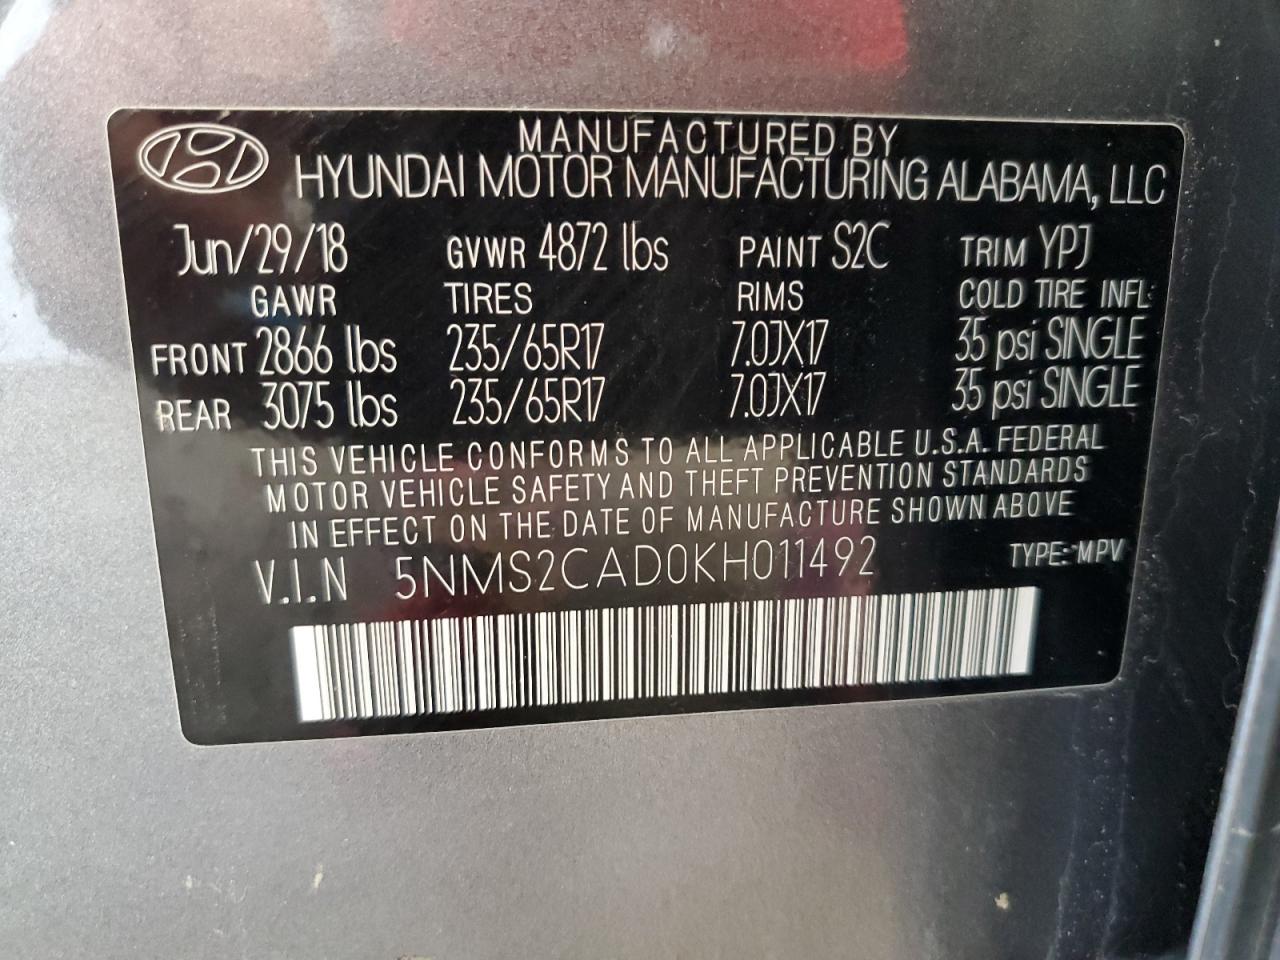 MANUFACTURED BY
HYUNDAI MOTOR MANUFACTURING ALABAMA, LLC
Jun/29/18 GVWR 4872 lbs PAINT S2C TRIM YPJ
GAWR TIRES RIMS COLD TIRE INFL:
FRONT 2866 lbs 235/65R17 7.0JX17 35 psi SINGLE
REAR 3075 lbs 235/65R17 7.0JX17 35 psi SINGLE
THIS VEHICLE CONFORMS TO ALL APPLICABLE U.S.A. FEDERAL
MOTOR VEHICLE SAFETY AND THEFT PREVENTION STANDARDS
IN EFFECT ON THE DATE OF MANUFACTURE SHOWN ABOVE
V.I.N 5NMS2CAD0KH011492 TYPE: MPV